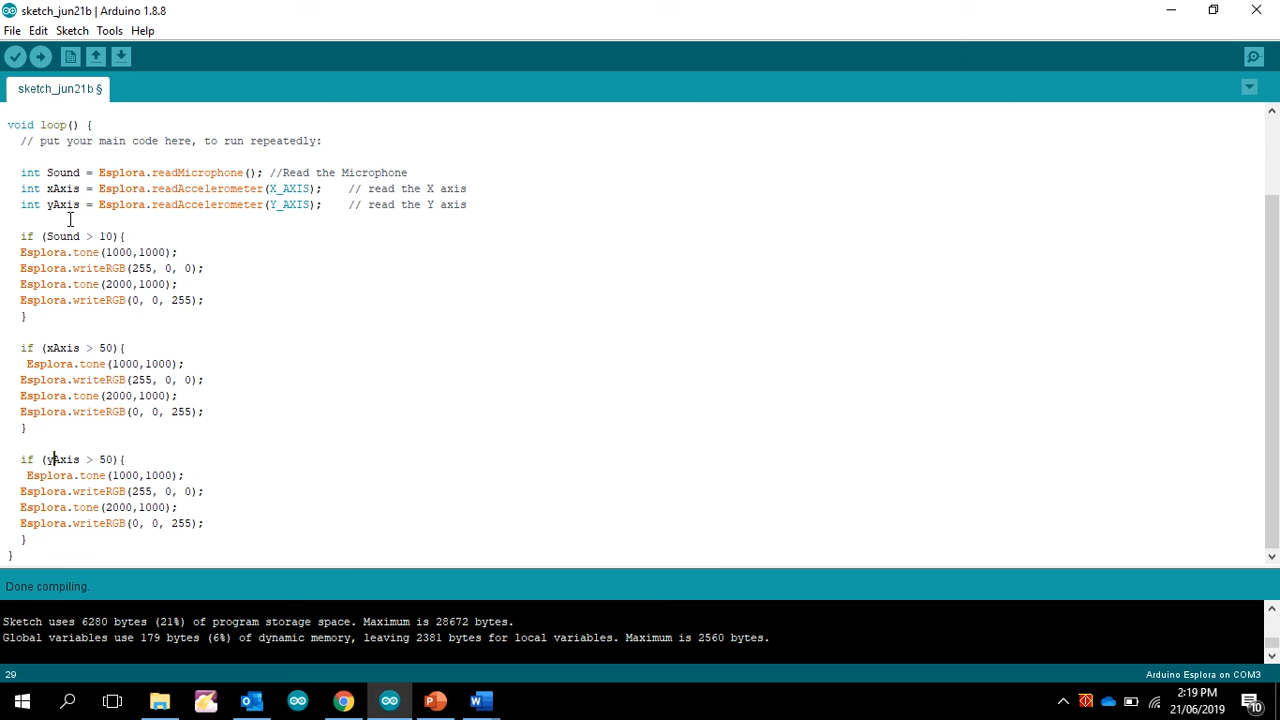 sketch_jun21b | Arduino 1.8.8
File Edit Sketch Tools Help
sketch_jun21b §
void loop() {
// put your main code here, to run repeatedly:
int Sound = Esplora.readMicrophone(); //Read the Microphone
int xAxis = Esplora.readAccelerometer(X_AXIS);    // read the X axis
int yAxis = Esplora.readAccelerometer(Y_AXIS);    // read the Y axis
if (Sound > 10){
Esplora.tone(1000,1000);
Esplora.writeRGB(255, 0, 0);
Esplora.tone(2000,1000);
Esplora.writeRGB(0, 0, 255);
}
if (xAxis > 50){
Esplora.tone(1000,1000);
Esplora.writeRGB(255, 0, 0);
Esplora.tone(2000,1000);
Esplora.writeRGB(0, 0, 255);
}
if (yAxis > 50){
Esplora.tone(1000,1000);
Esplora.writeRGB(255, 0, 0);
Esplora.tone(2000,1000);
Esplora.writeRGB(0, 0, 255);
}
}
Done compiling.
Sketch uses 6280 bytes (21%) of program storage space. Maximum is 28672 bytes.
Global variables use 179 bytes (6%) of dynamic memory, leaving 2381 bytes for local variables. Maximum is 2560 bytes.
29 Arduino Esplora on COM3
2:19 PM
21/06/2019
10